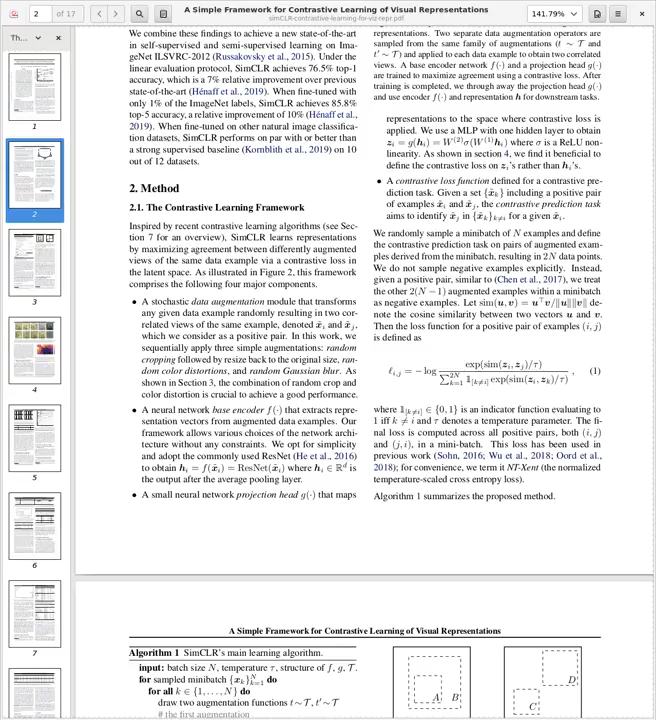 2 of 17
A Simple Framework for Contrastive Learning of Visual Representations
simCLR-contrastive-learning-for-viz-repr.pdf
141.79%
Th...
1
2
3
4
5
6
7
We combine these findings to achieve a new state-of-the-art
in self-supervised and semi-supervised learning on Ima-
geNet ILSVRC-2012 (Russakovsky et al., 2015). Under the
linear evaluation protocol, SimCLR achieves 76.5% top-1
accuracy, which is a 7% relative improvement over previous
state-of-the-art (Hénaff et al., 2019). When fine-tuned with
only 1% of the ImageNet labels, SimCLR achieves 85.8%
top-5 accuracy, a relative improvement of 10% (Hénaff et al.,
2019). When fine-tuned on other natural image classifica-
tion datasets, SimCLR performs on par with or better than
a strong supervised baseline (Kornblith et al., 2019) on 10
out of 12 datasets.
2. Method
2.1. The Contrastive Learning Framework
Inspired by recent contrastive learning algorithms (see Sec-
tion 7 for an overview), SimCLR learns representations
by maximizing agreement between differently augmented
views of the same data example via a contrastive loss in
the latent space. As illustrated in Figure 2, this framework
comprises the following four major components.
• A stochastic data augmentation module that transforms
any given data example randomly resulting in two cor-
related views of the same example, denoted x̃ᵢ and x̃ⱼ,
which we consider as a positive pair. In this work, we
sequentially apply three simple augmentations: random
cropping followed by resize back to the original size, ran-
dom color distortions, and random Gaussian blur. As
shown in Section 3, the combination of random crop and
color distortion is crucial to achieve a good performance.
• A neural network base encoder f(·) that extracts repre-
sentation vectors from augmented data examples. Our
framework allows various choices of the network archi-
tecture without any constraints. We opt for simplicity
and adopt the commonly used ResNet (He et al., 2016)
to obtain hᵢ = f(x̃ᵢ) = ResNet(x̃ᵢ) where hᵢ ∈ ℝᵈ is
the output after the average pooling layer.
• A small neural network projection head g(·) that maps
representations. Two separate data augmentation operators are
sampled from the same family of augmentations (t ∼ T and
t′ ∼ T) and applied to each data example to obtain two correlated
views. A base encoder network f(·) and a projection head g(·)
are trained to maximize agreement using a contrastive loss. After
training is completed, we through away the projection head g(·)
and use encoder f(·) and representation h for downstream tasks.
representations to the space where contrastive loss is
applied. We use a MLP with one hidden layer to obtain
zᵢ = g(hᵢ) = W⁽²⁾σ(W⁽¹⁾hᵢ) where σ is a ReLU non-
linearity. As shown in section 4, we find it beneficial to
define the contrastive loss on zᵢ's rather than hᵢ's.
• A contrastive loss function defined for a contrastive pre-
diction task. Given a set {x̃ₖ} including a positive pair
of examples x̃ᵢ and x̃ⱼ, the contrastive prediction task
aims to identify x̃ⱼ in {x̃ₖ}ₖ≠ᵢ for a given x̃ᵢ.
We randomly sample a minibatch of N examples and define
the contrastive prediction task on pairs of augmented exam-
ples derived from the minibatch, resulting in 2N data points.
We do not sample negative examples explicitly. Instead,
given a positive pair, similar to (Chen et al., 2017), we treat
the other 2(N − 1) augmented examples within a minibatch
as negative examples. Let sim(u, v) = u⊤v/‖u‖‖v‖ de-
note the cosine similarity between two vectors u and v.
Then the loss function for a positive pair of examples (i, j)
is defined as
ℓᵢ,ⱼ = − log exp(sim(zᵢ, zⱼ)/τ) / ∑²ᴺₖ₌₁ 𝟙[k≠i] exp(sim(zᵢ, zₖ)/τ) , (1)
where 𝟙[k≠i] ∈ {0, 1} is an indicator function evaluating to
1 iff k ≠ i and τ denotes a temperature parameter. The fi-
nal loss is computed across all positive pairs, both (i, j)
and (j, i), in a mini-batch. This loss has been used in
previous work (Sohn, 2016; Wu et al., 2018; Oord et al.,
2018); for convenience, we term it NT-Xent (the normalized
temperature-scaled cross entropy loss).
Algorithm 1 summarizes the proposed method.
A Simple Framework for Contrastive Learning of Visual Representations
Algorithm 1 SimCLR's main learning algorithm.
input: batch size N, temperature τ, structure of f, g, T.
for sampled minibatch {xₖ}ᴺₖ₌₁ do
for all k ∈ {1, . . . , N} do
draw two augmentation functions t∼T, t′∼T
# the first augmentation
A B
C
D